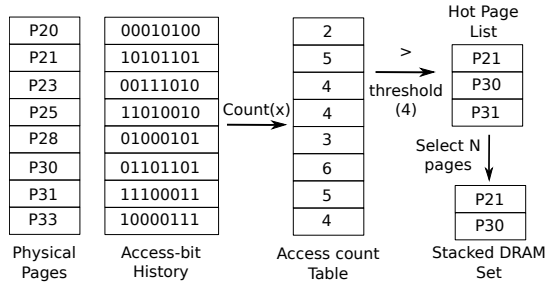 P20
P21
P23
P25
P28
P30
P31
P33
Physical
Pages
00010100
10101101
00111010
11010010
01000101
01101101
11100011
10000111
Access-bit
History
Count(x)
2
5
4
4
3
6
5
4
Access count
Table
>
threshold
(4)
Hot Page
List
P21
P30
P31
Select N
pages
P21
P30
Stacked DRAM
Set